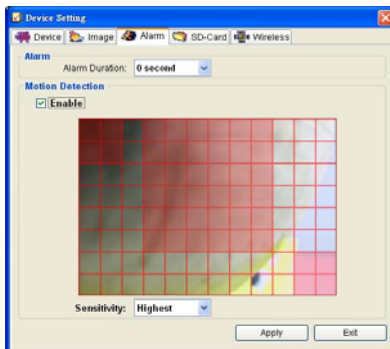 Device Setting
Device Image Alarm SD-Card Wireless
Alarm
Alarm Duration: 0 second
Motion Detection
Enable
Sensitivity: Highest
Apply Exit